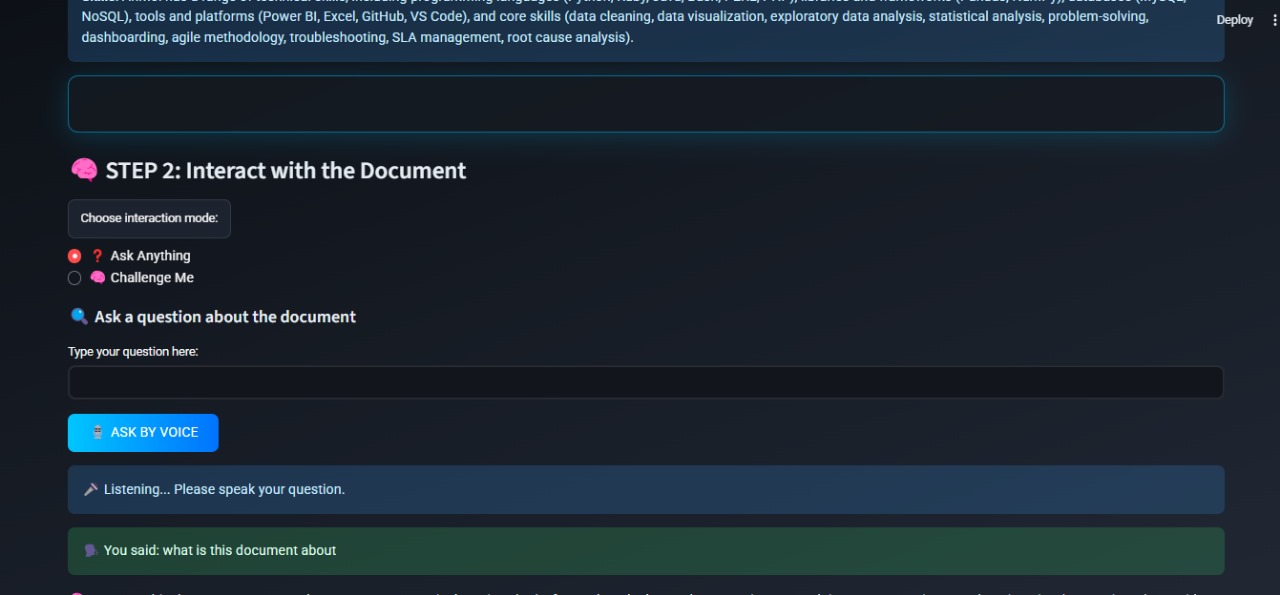 NoSQL), tools and platforms (Power BI, Excel, GitHub, VS Code), and core skills (data cleaning, data visualization, exploratory data analysis, statistical analysis, problem-solving,
Deploy
dashboarding, agile methodology, troubleshooting, SLA management, root cause analysis).
STEP 2: Interact with the Document
Choose interaction mode:
Ask Anything
Challenge Me
Ask a question about the document
Type your question here:
ASK BY VOICE
Listening... Please speak your question.
You said: what is this document about